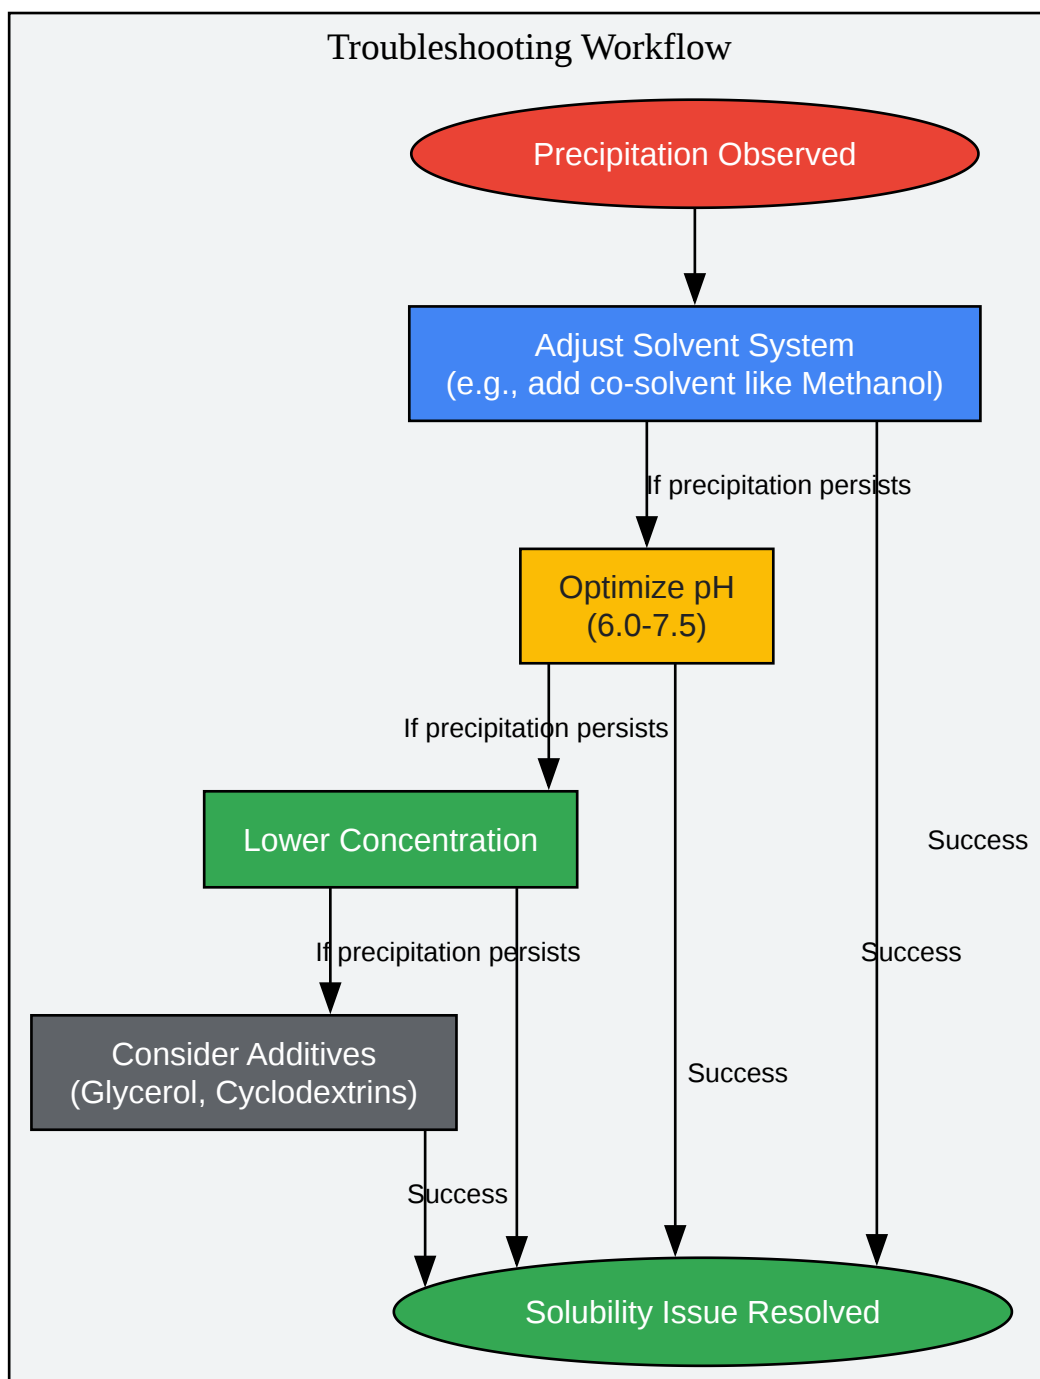 Troubleshooting Workflow
Precipitation Observed
Adjust Solvent System
(e.g., add co-solvent like Methanol)
If precipitation persists
Optimize pH
(6.0-7.5)
If precipitation persists
Lower Concentration
Success
If precipitation persists
Success
Consider Additives
(Glycerol, Cyclodextrins)
Success
Success
Solubility Issue Resolved